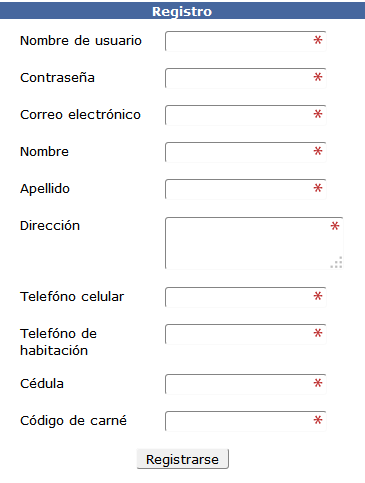 Registro
Nombre de usuario *
Contraseña *
Correo electrónico *
Nombre *
Apellido *
Dirección *
Telefóno celular *
Telefóno de *
habitación
Cédula *
Código de carné *
Registrarse